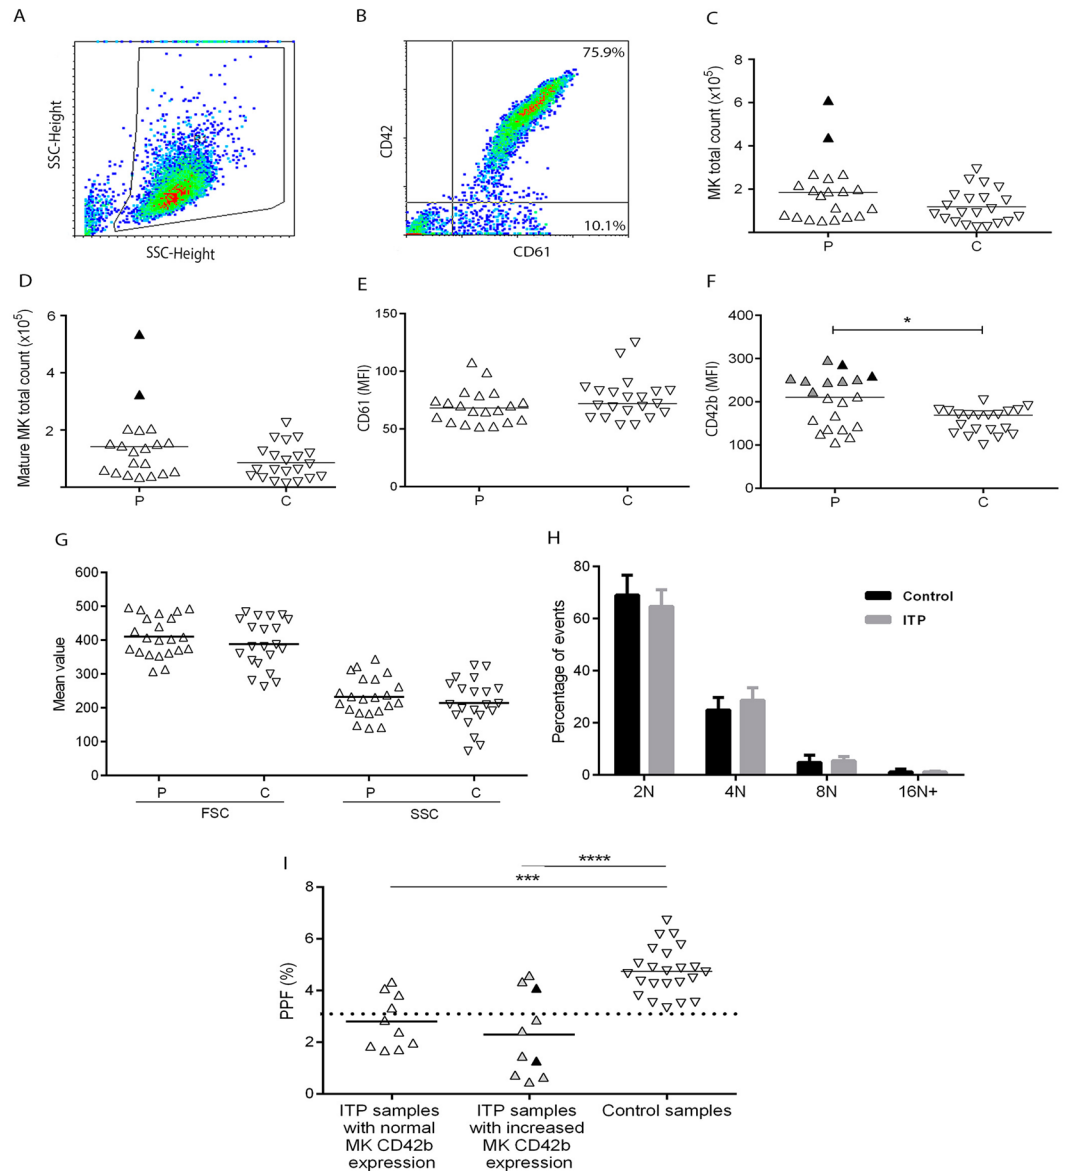 A
SSC-Height
SSC-Height
B
75.9%
10.1%
CD42
CD61
C
MK total count (x10⁵)
8
6
4
2
P
C
D
Mature MK total count (x10⁵)
6
4
2
P
C
E
CD61 (MFI)
150
100
50
0
P
C
F
CD42b (MFI)
400
300
200
100
0
*
P
C
G
Mean value
600
500
400
300
200
100
0
P
C
P
C
FSC
SSC
H
Percentage of events
80
60
40
20
0
Control
ITP
2N
4N
8N
16N+
I
****
***
PPF (%)
8
6
4
2
0
ITP samples
with normal
MK CD42b
expression
ITP samples
with increased
MK CD42b
expression
Control samples